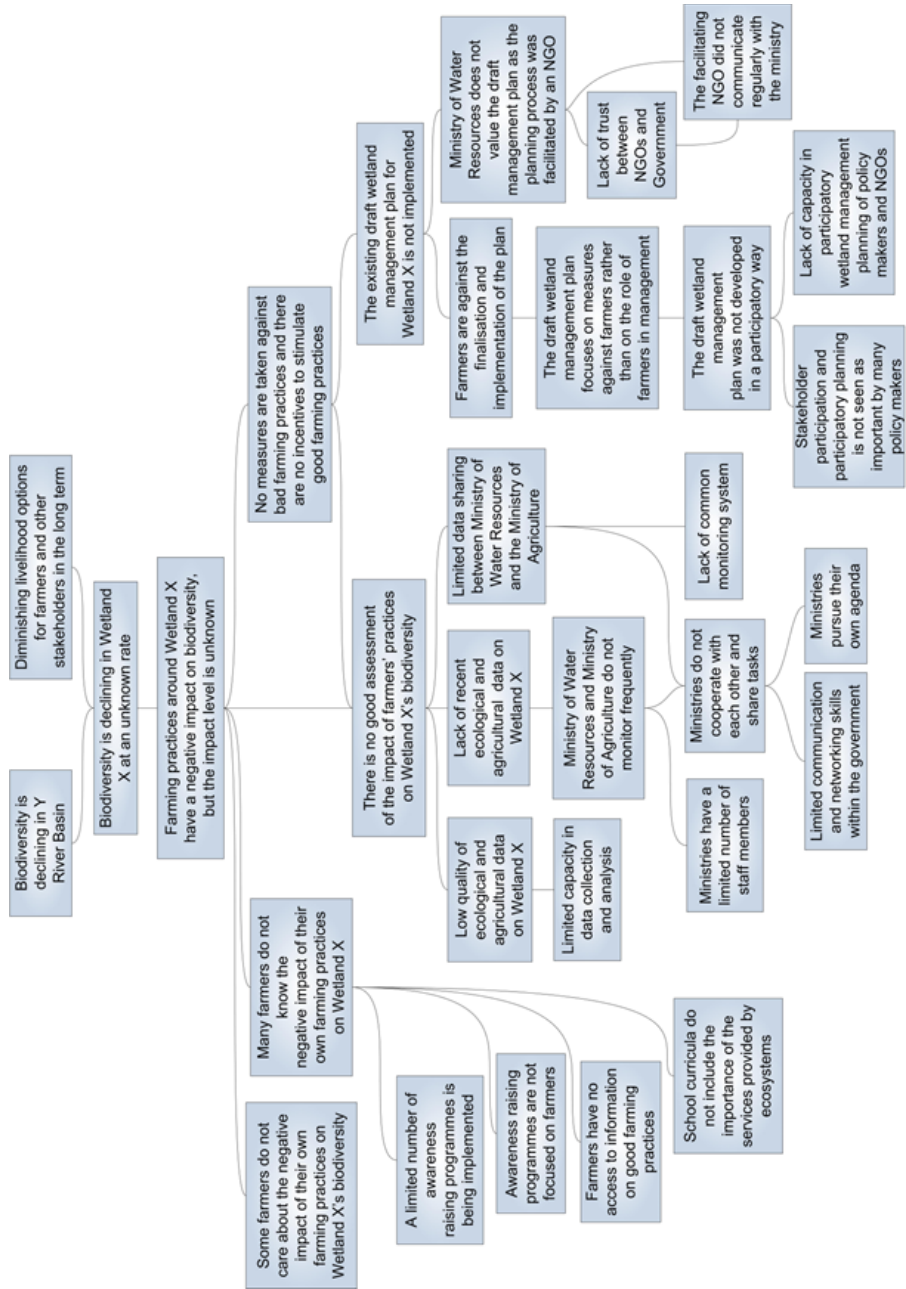 Biodiversity is
declining in Y
River Basin
Diminishing livelihood options
for farmers and other
stakeholders in the long term
Biodiversity is declining in Wetland
X at an unknown rate
Farming practices around Wetland X
have a negative impact on biodiversity,
but the impact level is unknown
Some farmers do not
care about the negative
impact of their own
farming practices on
Wetland X's biodiversity
Many farmers do not
know the
negative impact of their
own farming practices
on Wetland X
No measures are taken against
bad farming practices and there
are no incentives to stimulate
good farming practices
A limited number of
awareness
raising programmes is
being implemented
Awareness raising
programmes are not
focused on farmers
Farmers have no
access to information
on good farming
practices
School curricula do
not include the
importance of the
services provided by
ecosystems
There is no good assessment
of the impact of farmers' practices
on Wetland X's biodiversity
The existing draft wetland
management plan for
Wetland X is not implemented
Low quality of
ecological and
agricultural data
on Wetland X
Lack of recent
ecological and
agricultural data on
Wetland X
Limited data sharing
between Ministry of
Water Resources
and the Ministry of
Agriculture
Limited capacity in
data collection
and analysis
Ministry of Water
Resources and Ministry
of Agriculture do not
monitor frequently
Ministries have a
limited number of
staff members
Ministries do not
cooperate with
each other and
share tasks
Lack of common
monitoring system
Limited communication
and networking skills
within the government
Ministries
pursue their
own agenda
Farmers are against the
finalisation and
implementation of the plan
Ministry of Water
Resources does not
value the draft
management plan as the
planning process was
facilitated by an NGO
The draft wetland
management plan
focuses on measures
against farmers rather
than on the role of
farmers in management
Lack of trust
between
NGOs and
Government
The draft wetland
management
plan was not developed
in a participatory way
The facilitating
NGO did not
communicate
regularly with
the ministry
Stakeholder
participation and
participatory planning
is not seen as
important by many
policy makers
Lack of capacity in
participatory
wetland management
planning of policy
makers and NGOs